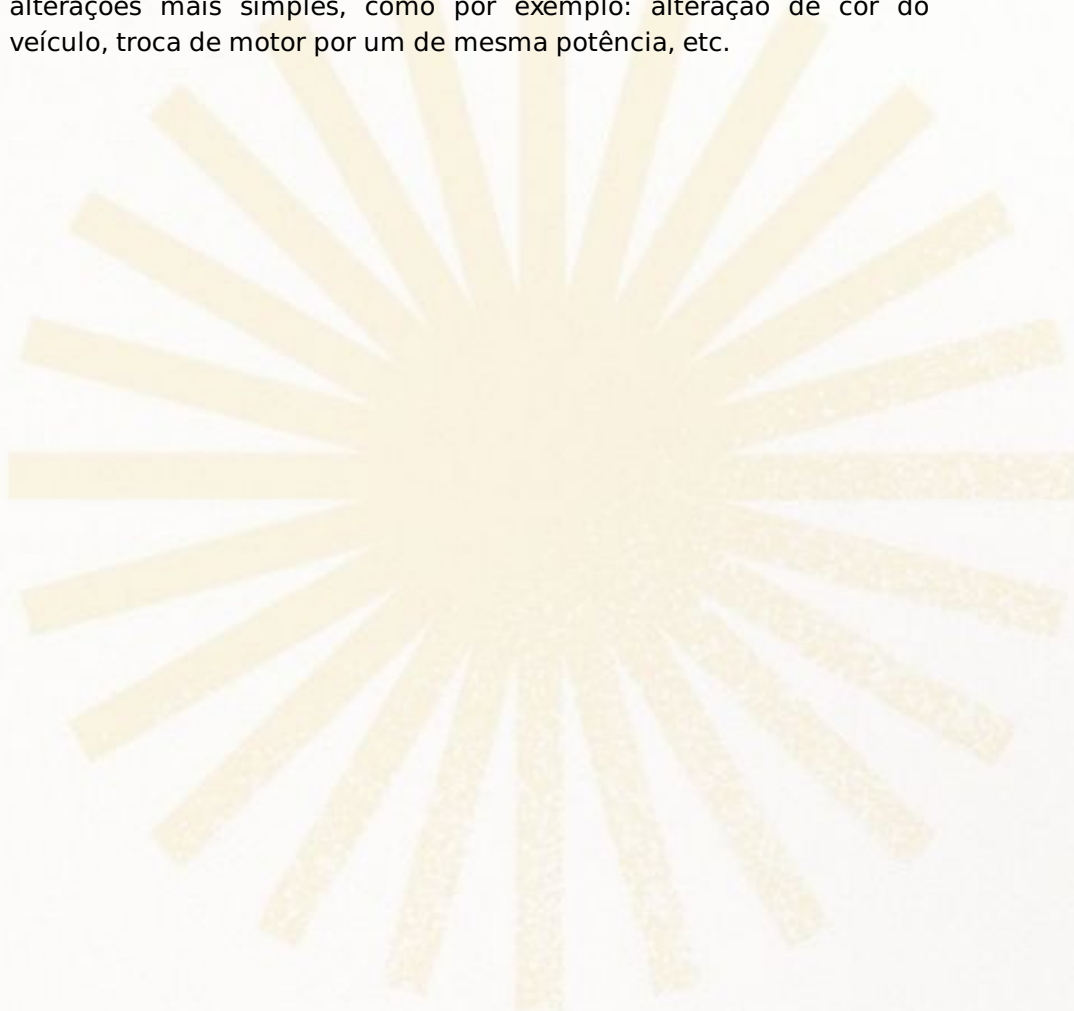 alterações mais simples, como por exemplo: alteração de cor do
veículo, troca de motor por um de mesma potência, etc.